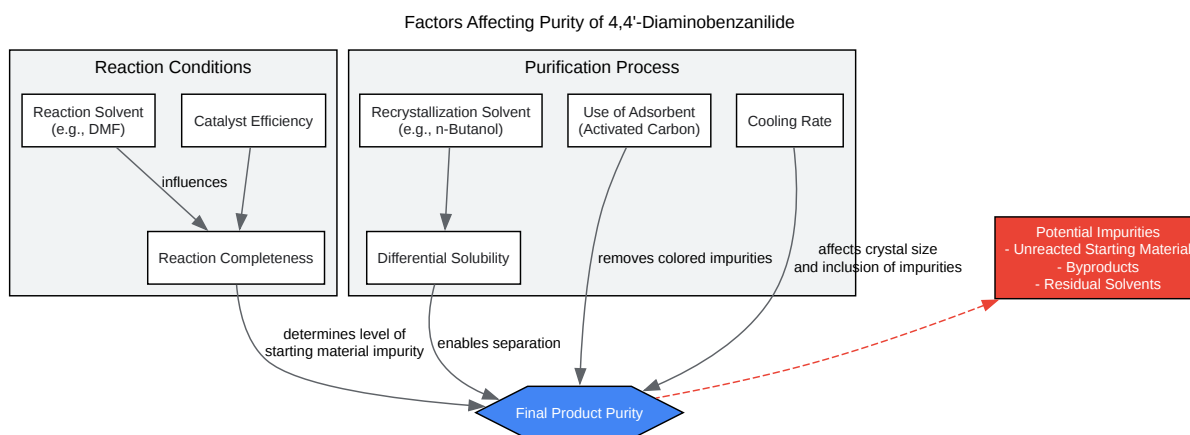 Factors Affecting Purity of 4,4'-Diaminobenzanilide
Reaction Conditions
Purification Process
Reaction Solvent
(e.g., DMF)
Catalyst Efficiency
Recrystallization Solvent
(e.g., n-Butanol)
Use of Adsorbent
(Activated Carbon)
Cooling Rate
influences
Reaction Completeness
Differential Solubility
removes colored impurities
affects crystal size
and inclusion of impurities
Potential Impurities
- Unreacted Starting Material
- Byproducts
- Residual Solvents
determines level of
starting material impurity
enables separation
Final Product Purity